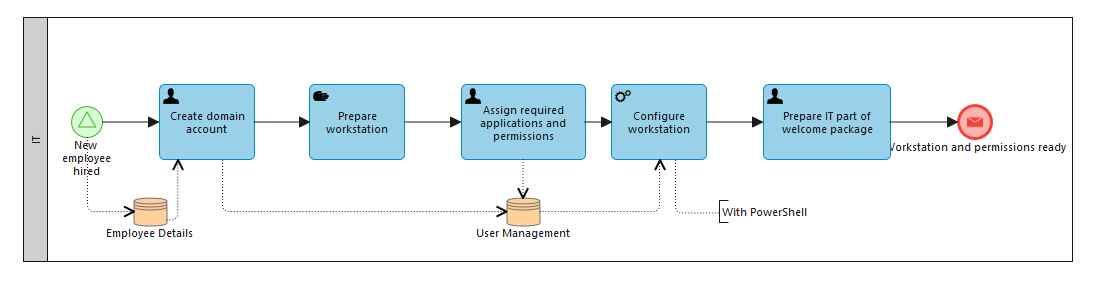 IT
New
employee
hired
Create domain
account
Prepare
workstation
Assign required
applications and
permissions
Configure
workstation
Prepare IT part of
welcome package
Workstation and permissions ready
Employee Details
User Management
With PowerShell